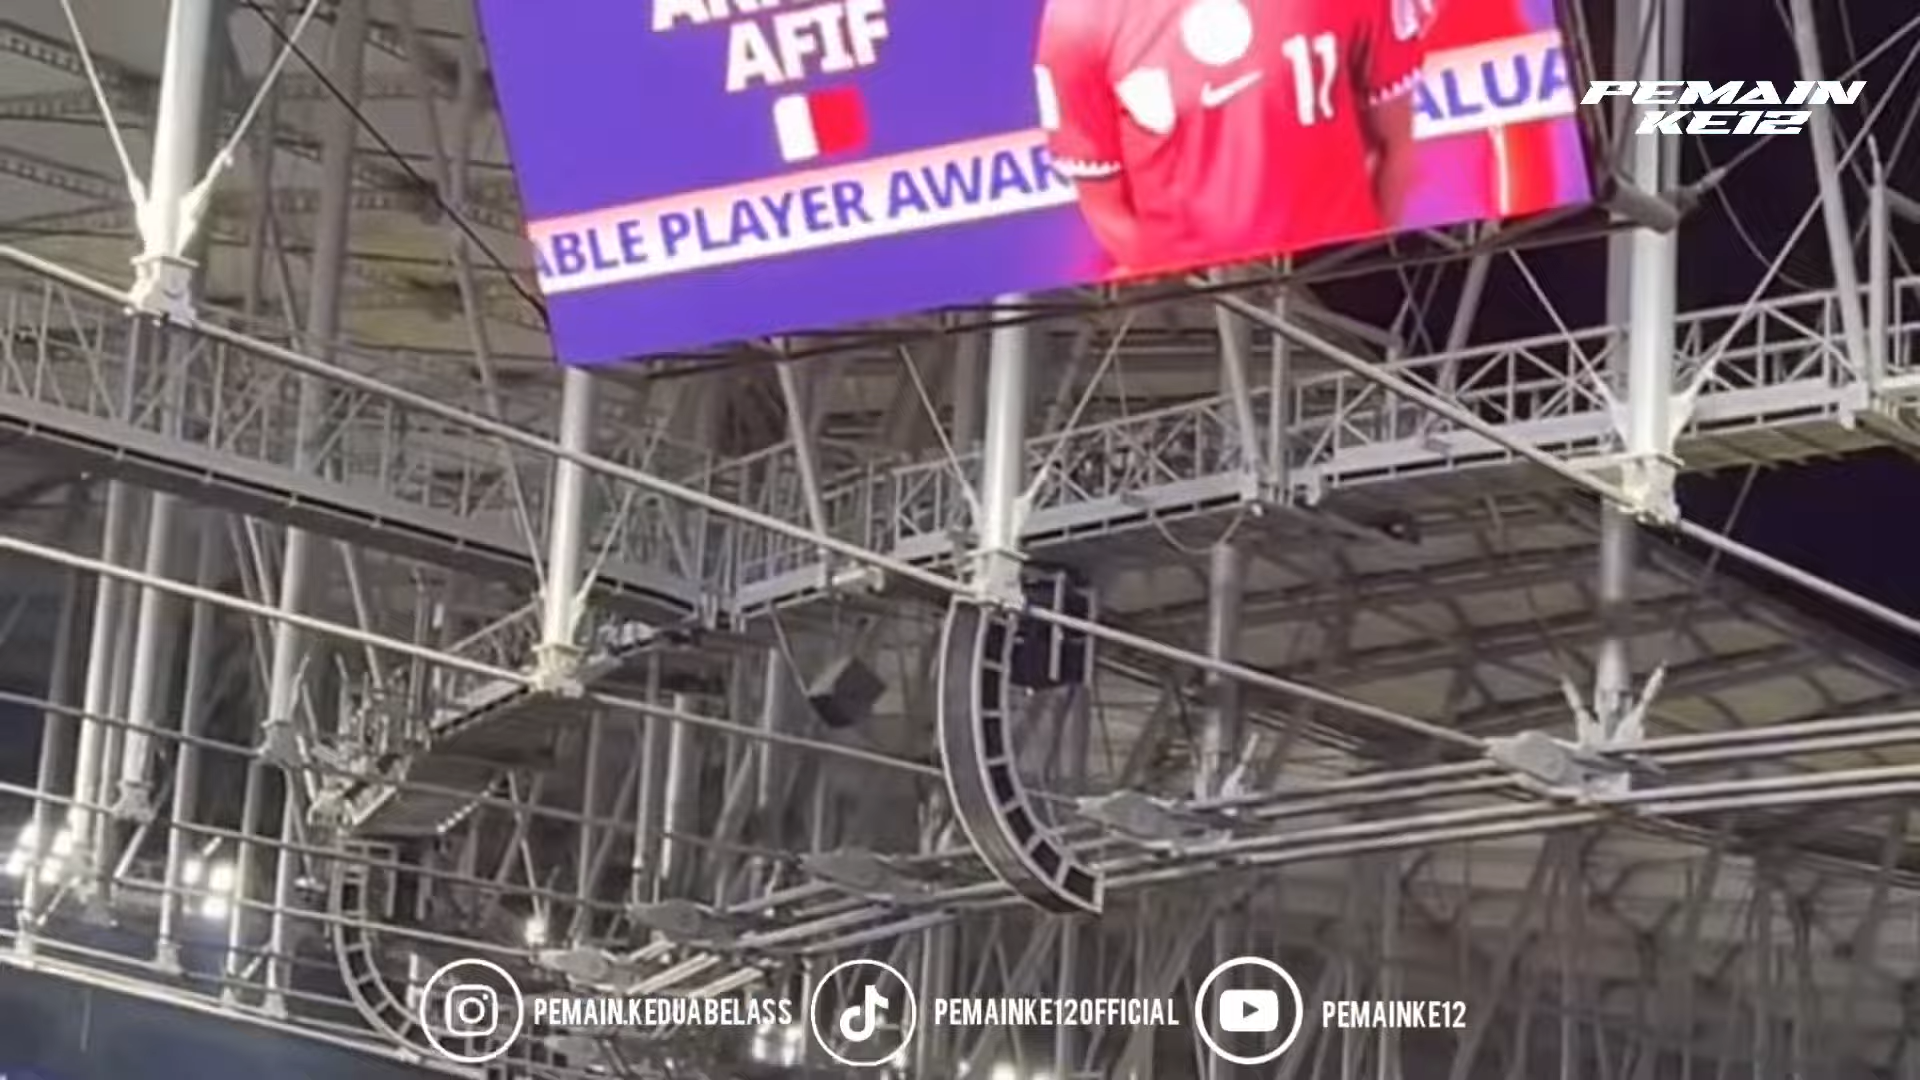 AFIF
ABLE PLAYER AWAR
11
ALUA
PEMAIN
KE12
PEMAIN.KEDUABELASS
PEMAINKE12OFFICIAL
PEMAINKE12